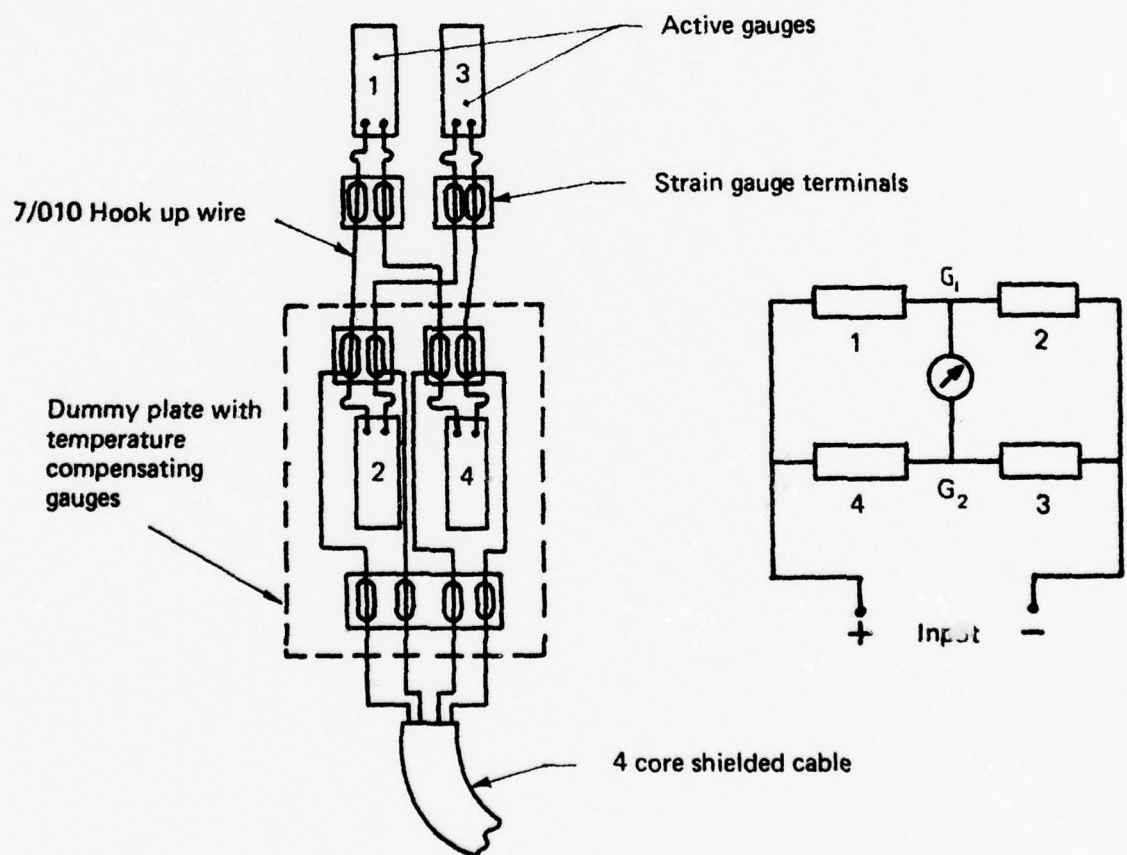 Active gauges
1
3
Strain gauge terminals
7/010 Hook up wire
Dummy plate with
temperature
compensating
gauges
2
4
4 core shielded cable
G₁
1
2
4
G₂
3
+ –